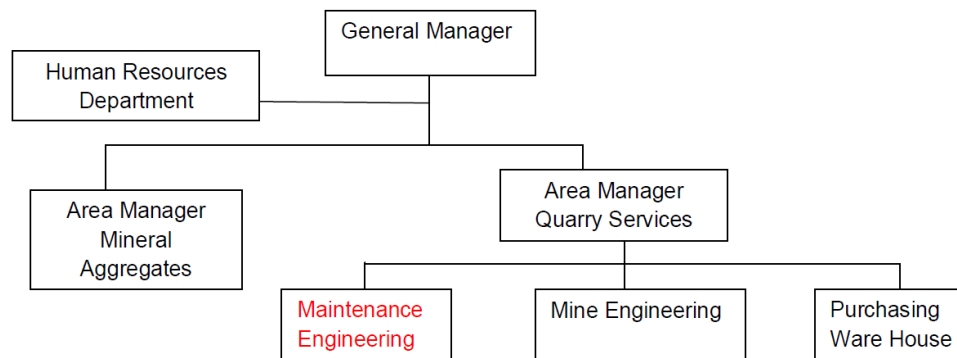 General Manager
Human Resources
Department
Area Manager
Mineral
Aggregates
Area Manager
Quarry Services
Maintenance
Engineering
Mine Engineering
Purchasing
Ware House